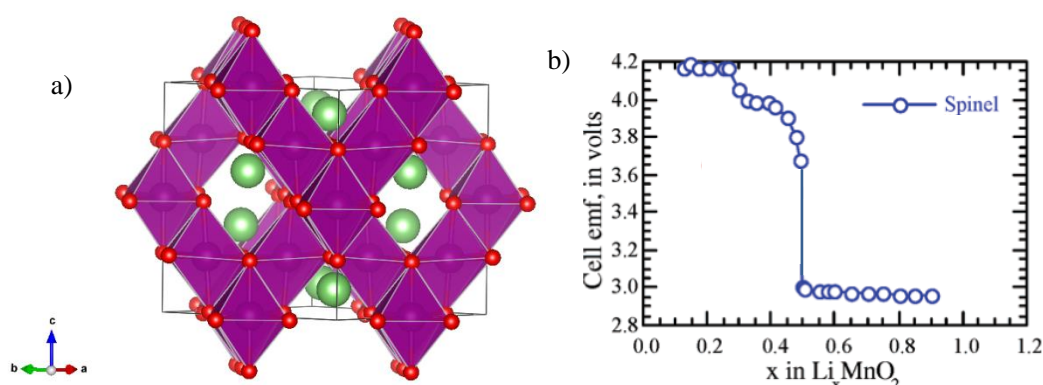 a)
c
b
a
b)
Cell emf, in volts
4.2
4.0
3.8
3.6
3.4
3.2
3.0
2.8
Spinel
0.0 0.2 0.4 0.6 0.8 1.0 1.2
x in LiₓMnO₂